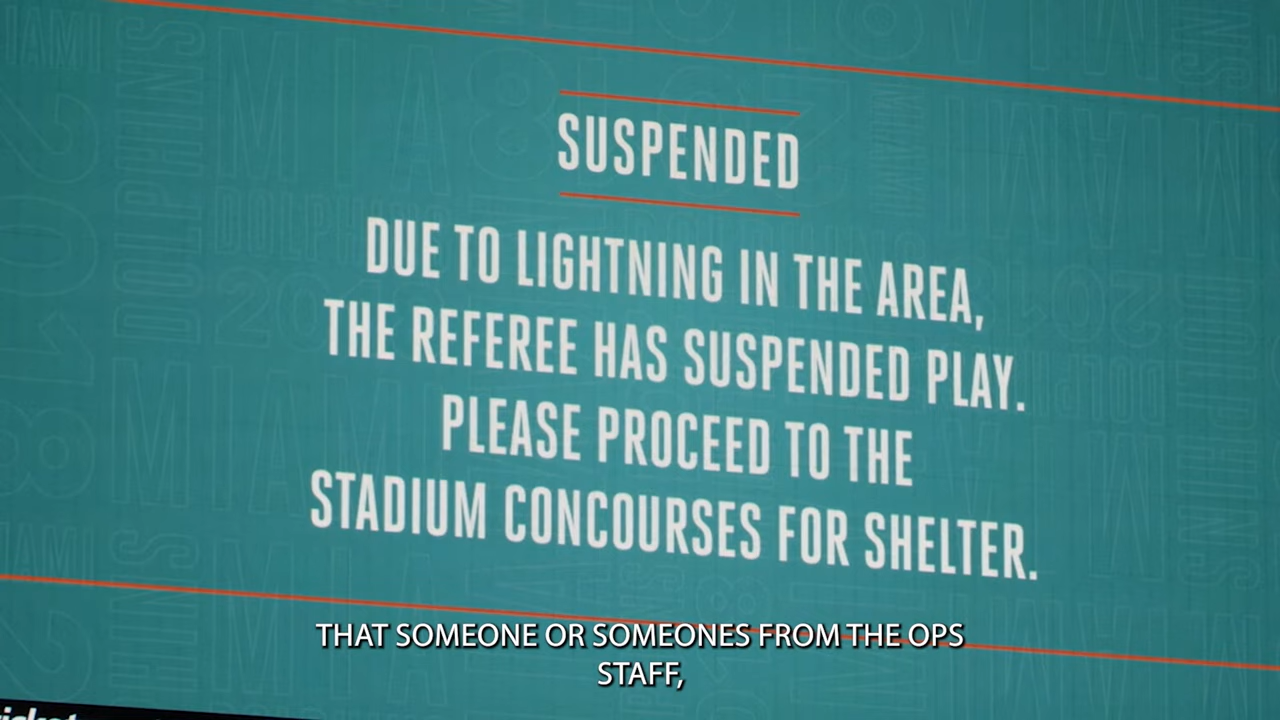 SUSPENDED
DUE TO LIGHTNING IN THE AREA,
THE REFEREE HAS SUSPENDED PLAY.
PLEASE PROCEED TO THE
STADIUM CONCOURSES FOR SHELTER.
THAT SOMEONE OR SOMEONES FROM THE OPS
STAFF,